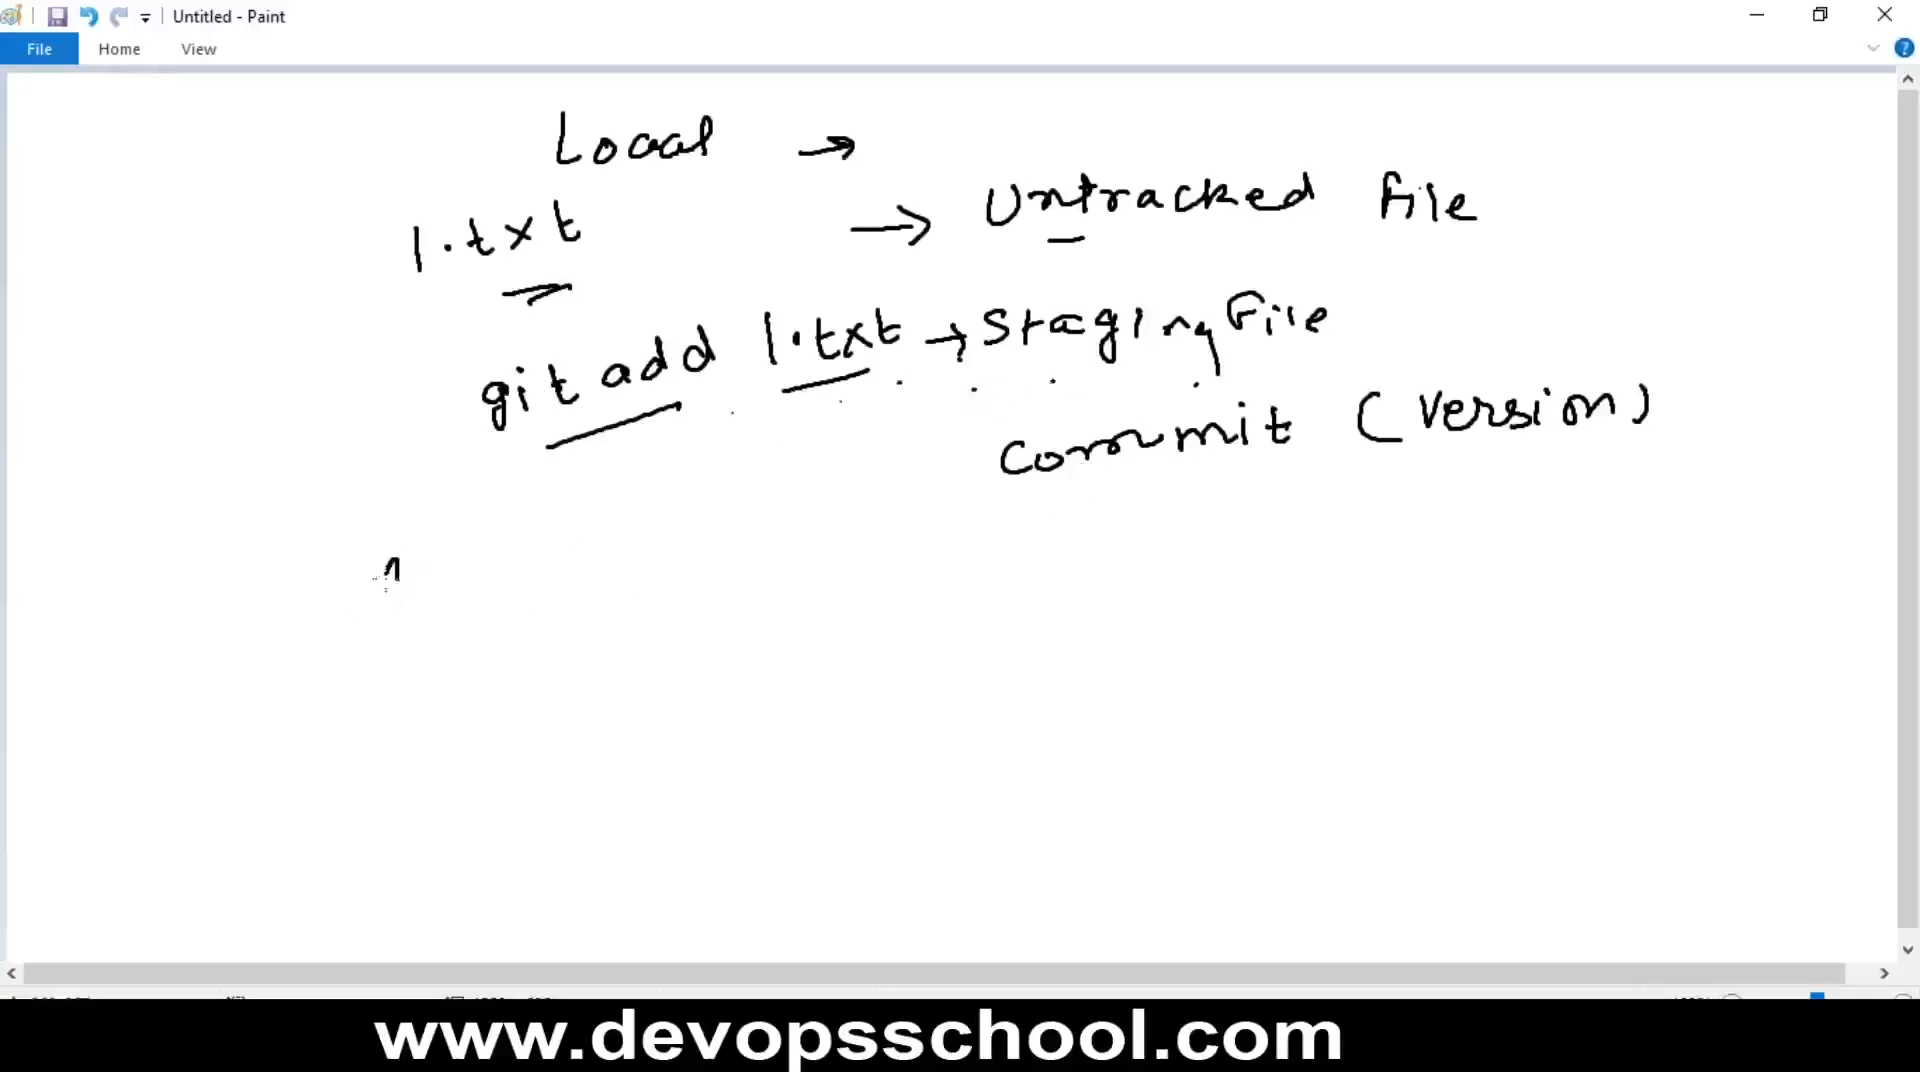 Untitled - Paint
File Home View
Local →
1.txt → Untracked File
git add 1.txt → Staging File
Commit (Version)
www.devopsschool.com